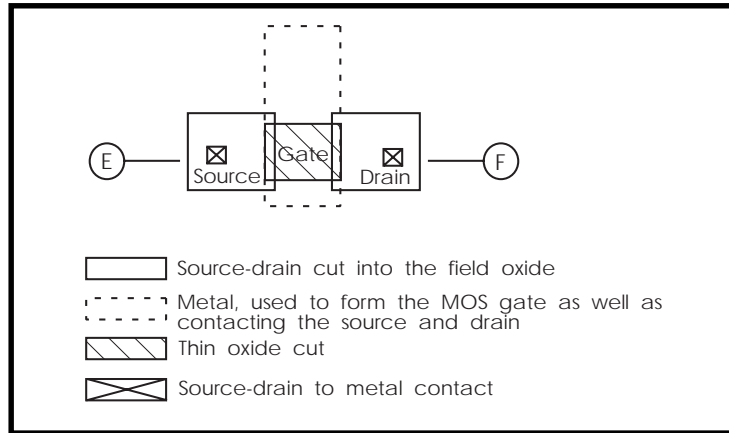 E
Gate
F
Source
Drain
Source-drain cut into the field oxide
Metal, used to form the MOS gate as well as
contacting the source and drain
Thin oxide cut
Source-drain to metal contact